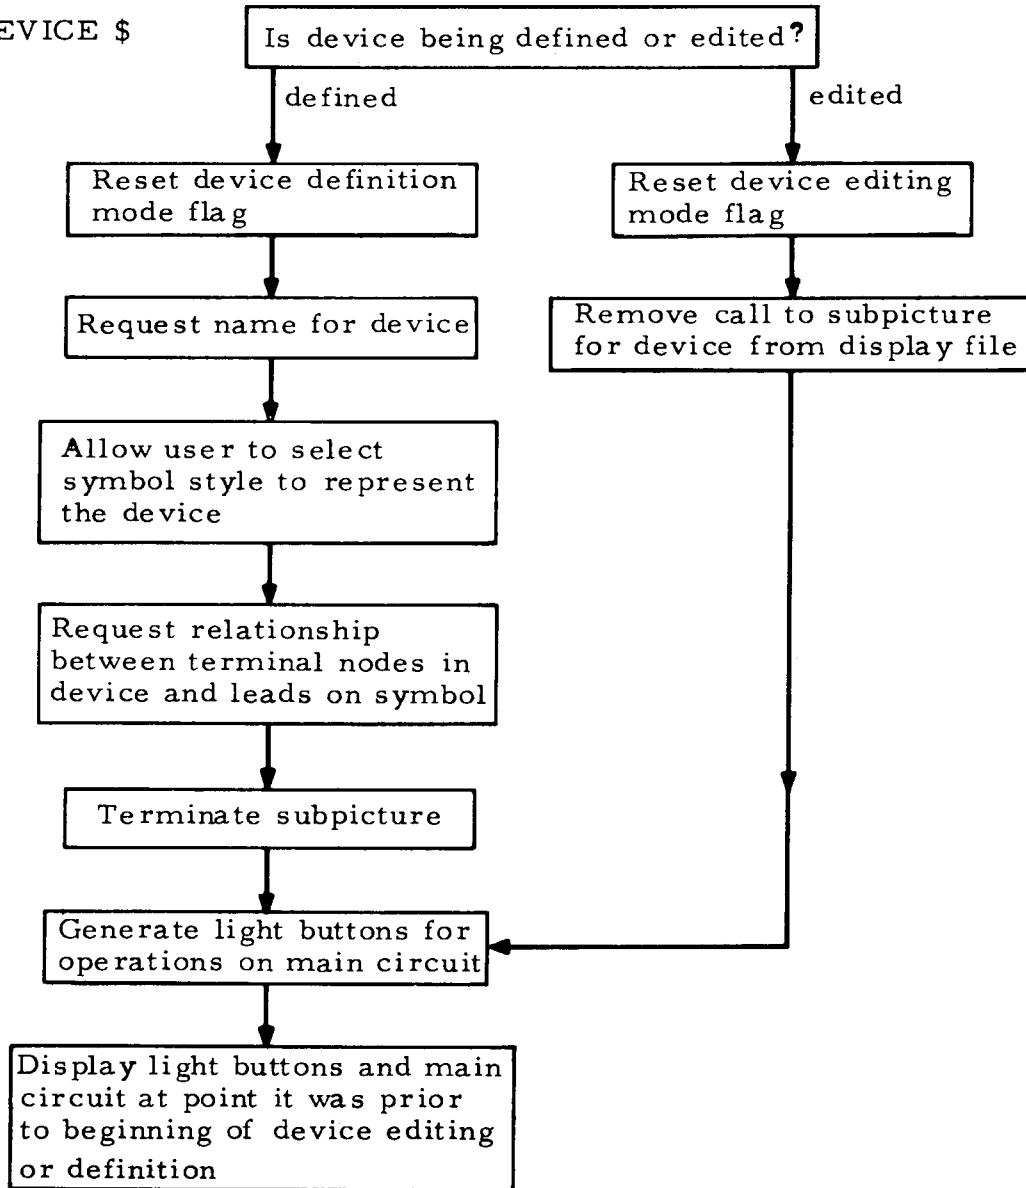 EVICE $
Is device being defined or edited?
defined
edited
Reset device definition
mode flag
Reset device editing
mode flag
Request name for device
Remove call to subpicture
for device from display file
Allow user to select
symbol style to represent
the device
Request relationship
between terminal nodes in
device and leads on symbol
Terminate subpicture
Generate light buttons for
operations on main circuit
Display light buttons and main
circuit at point it was prior
to beginning of device editing
or definition